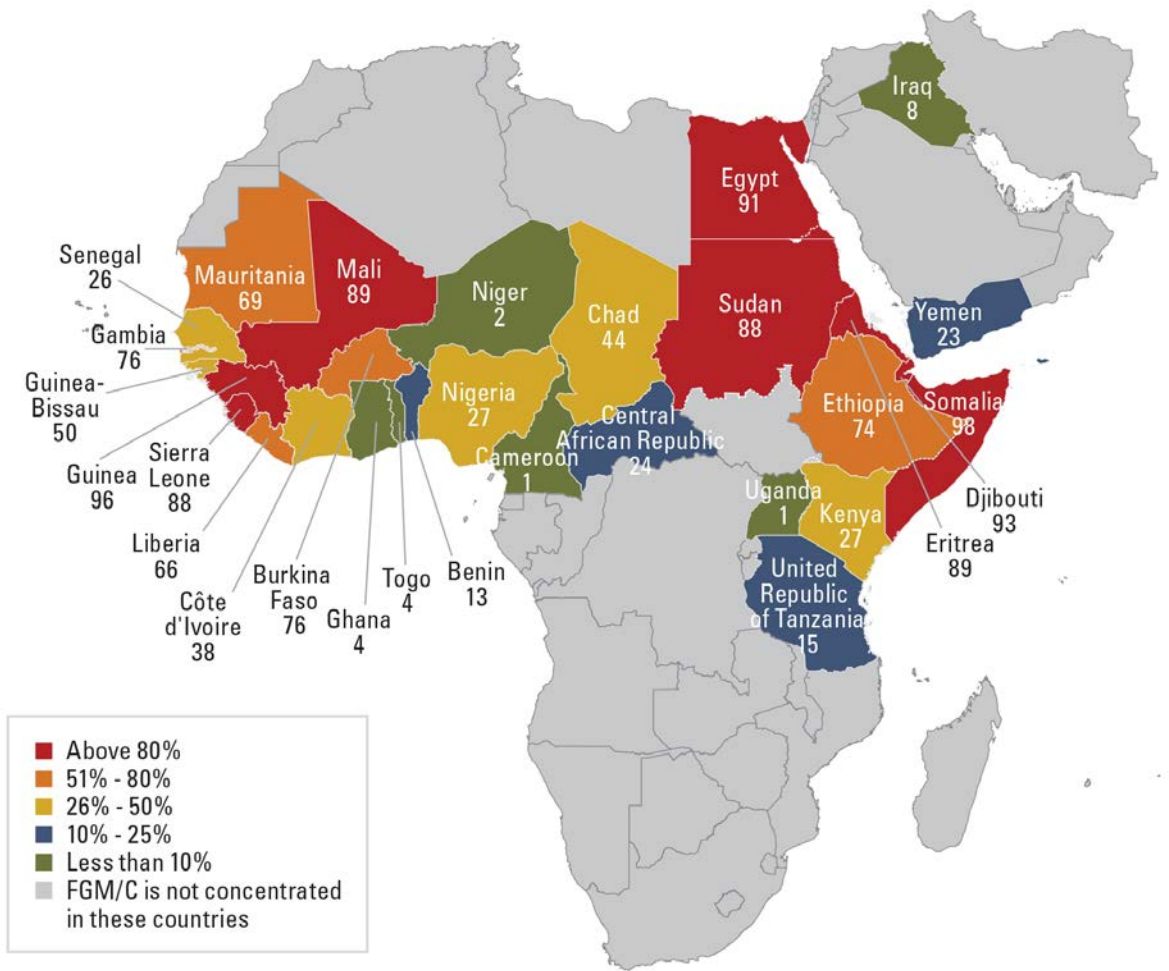 Iraq
8
Egypt
91
Senegal
26
Mauritania
69
Mali
89
Niger
2
Chad
44
Sudan
88
Yemen
23
Gambia
76
Guinea-
Bissau
50
Nigeria
27
Ethiopia
74
Somalia
98
Central
African Republic
24
Guinea
96
Sierra
Leone
88
Cameroon
1
Uganda
1
Kenya
27
Djibouti
93
Eritrea
89
Liberia
66
Côte
d'Ivoire
38
Burkina
Faso
76
Ghana
4
Togo
4
Benin
13
United
Republic
of Tanzania
15
Above 80%
51% - 80%
26% - 50%
10% - 25%
Less than 10%
FGM/C is not concentrated
in these countries